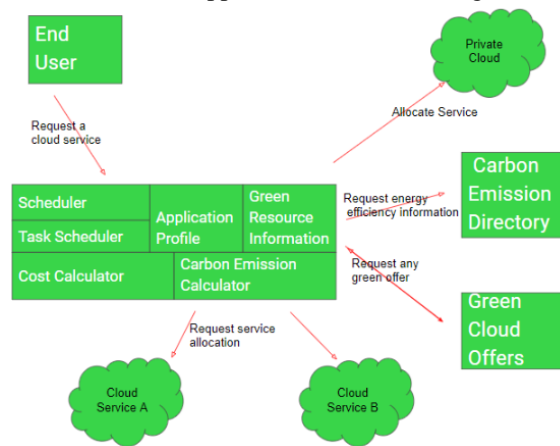 End
User
Private
Cloud
Request a
cloud service
Allocate Service
Scheduler
Task Scheduler
Application
Profile
Green
Resource
Information
Cost Calculator
Carbon Emission
Calculator
Request energy
efficiency information
Carbon
Emission
Directory
Request any
green offer
Green
Cloud
Offers
Request service
allocation
Cloud
Service A
Cloud
Service B